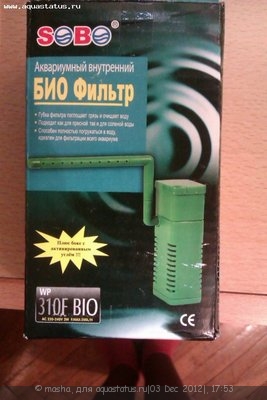 www.aquastatus.ru
SOBO
Аквариумный внутренний
БИО Фильтр
• Губка фильтра поглощает грязь и очищает воду
• Подходит как для пресной так и для соленой воды
• Способен полностью погружаться в воду,
Плюс бокс с
активированным
углём !!!
WP
310F BIO
CE
© masha, для aquastatus.ru|03 Dec 2012|, 17:53